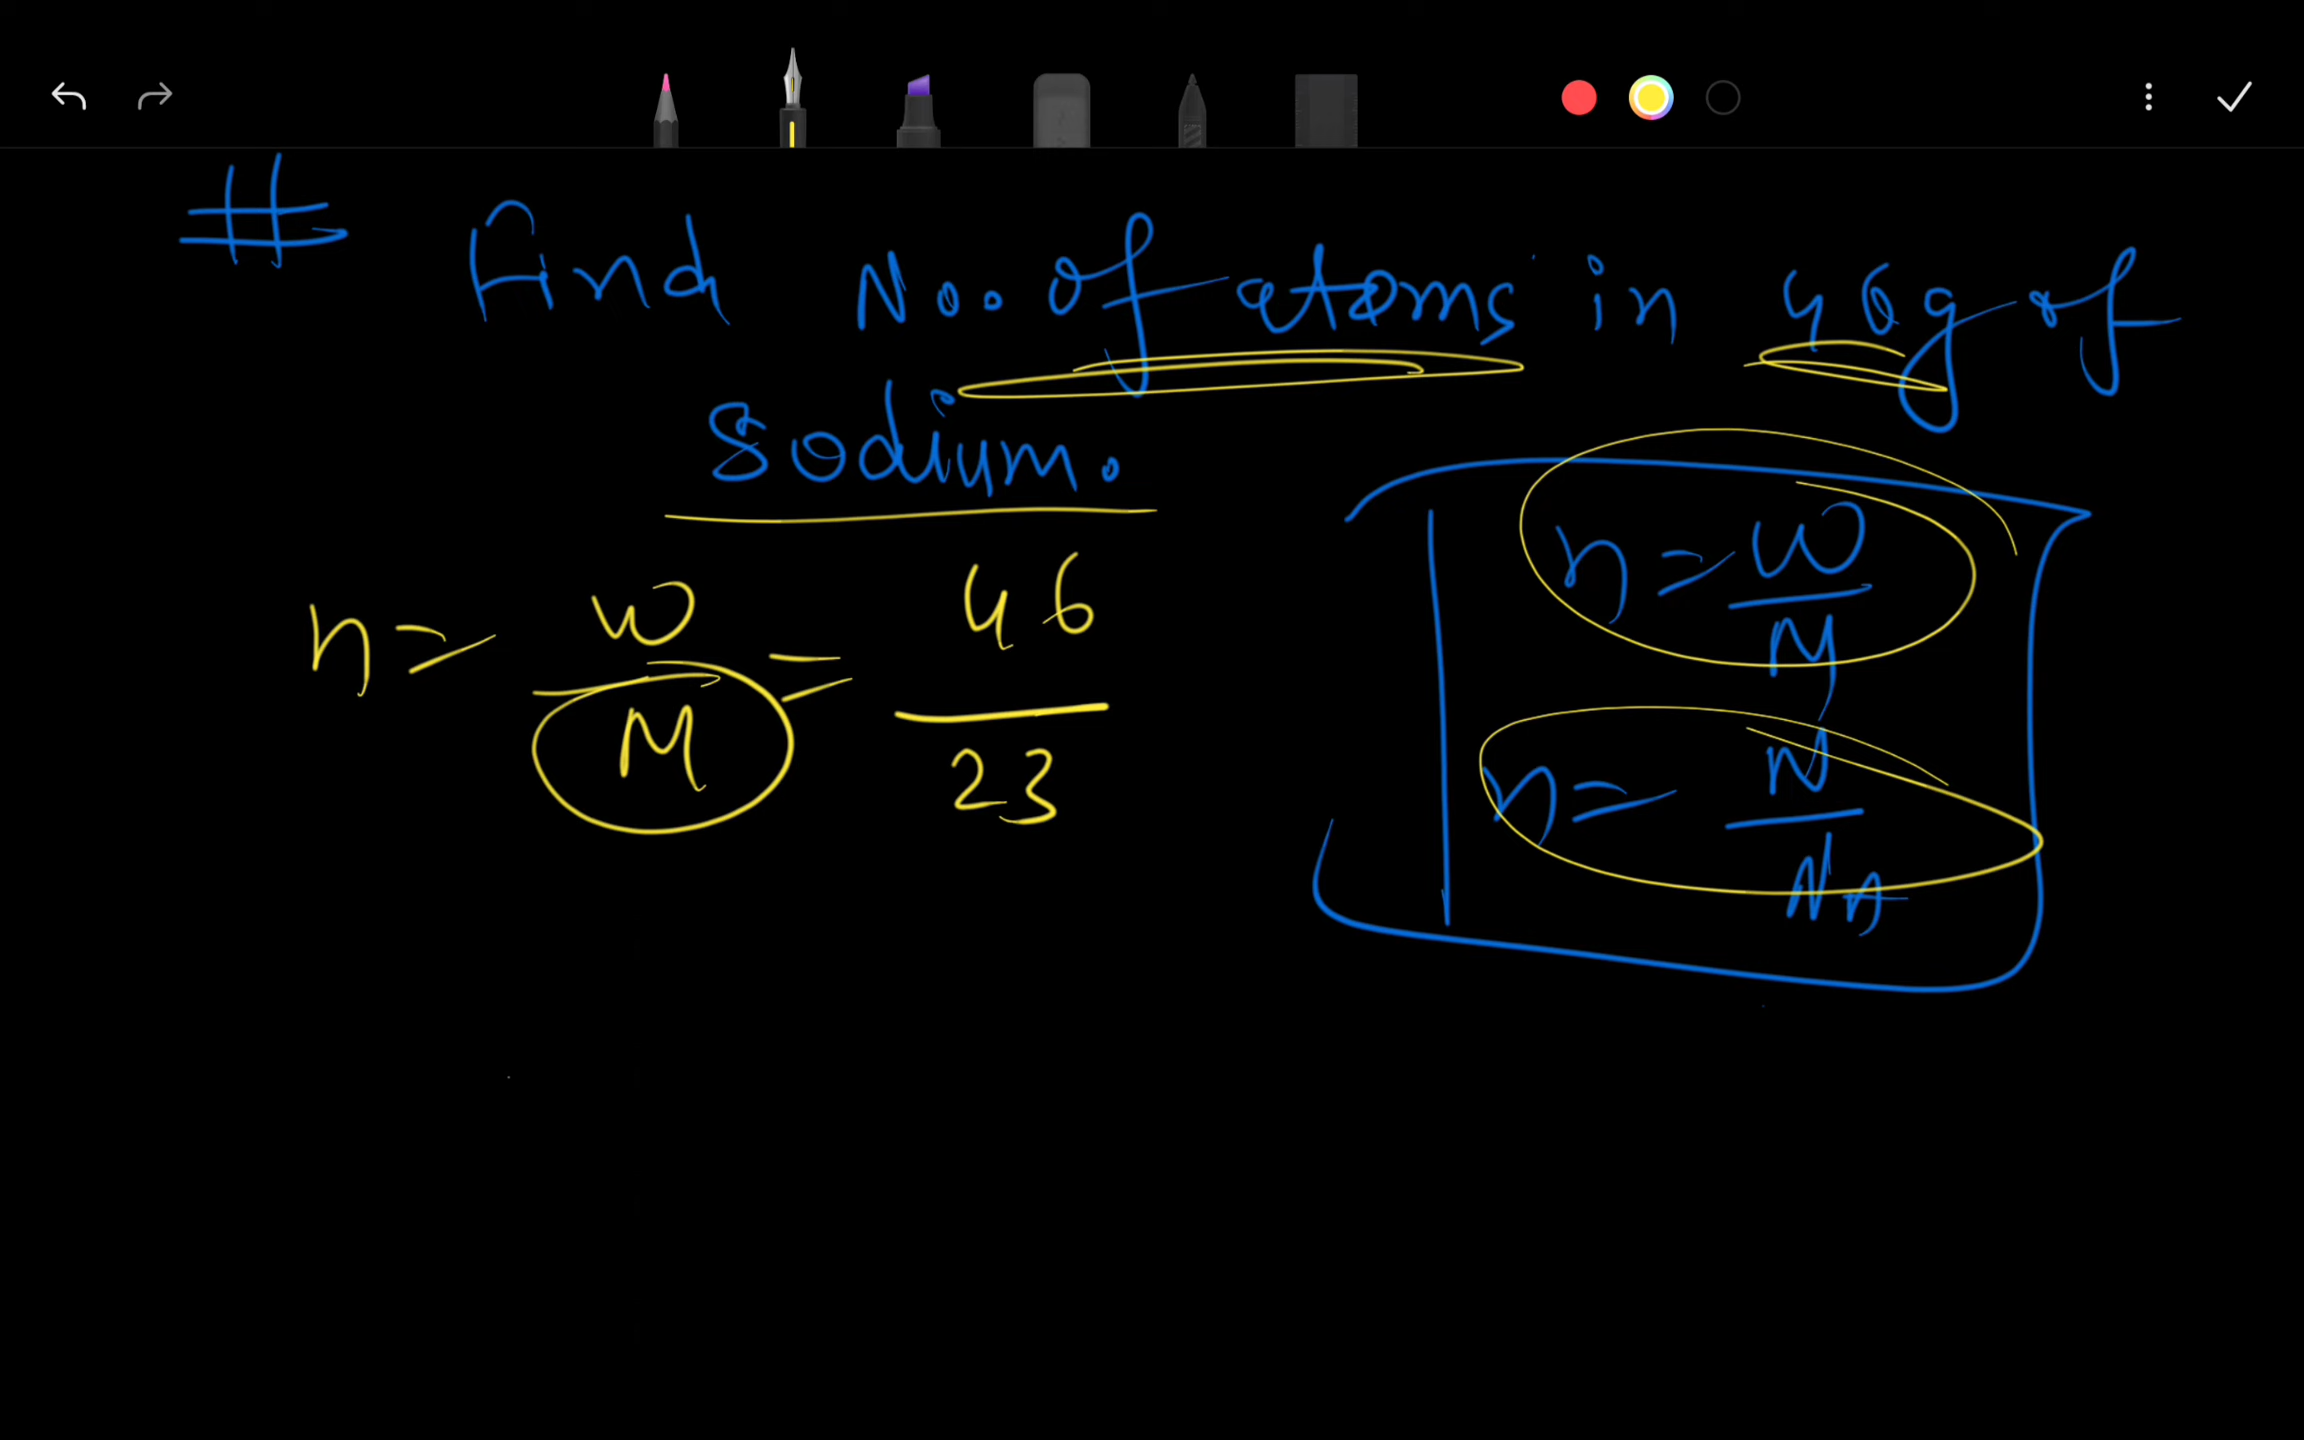 # Find No. of atoms in 46g of
Sodium.
n = w/M = 46/23
n = w/M
n = N/NA